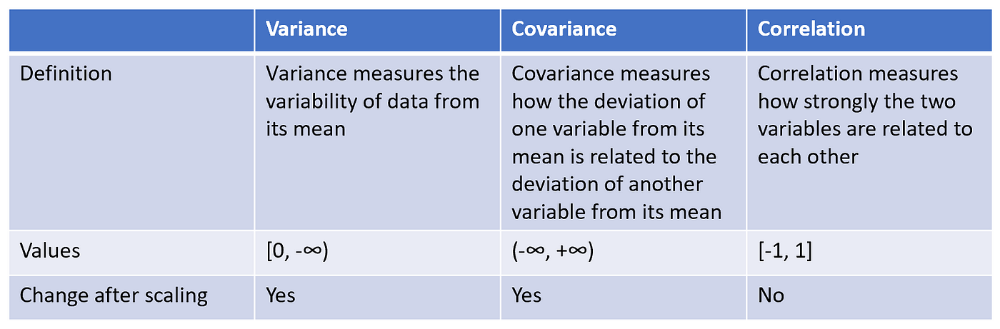 Variance
Covariance
Correlation
Definition
Variance measures the
variability of data from
its mean
Covariance measures
how the deviation of
one variable from its
mean is related to the
deviation of another
variable from its mean
Correlation measures
how strongly the two
variables are related to
each other
Values
[0, -∞)
(-∞, +∞)
[-1, 1]
Change after scaling
Yes
Yes
No